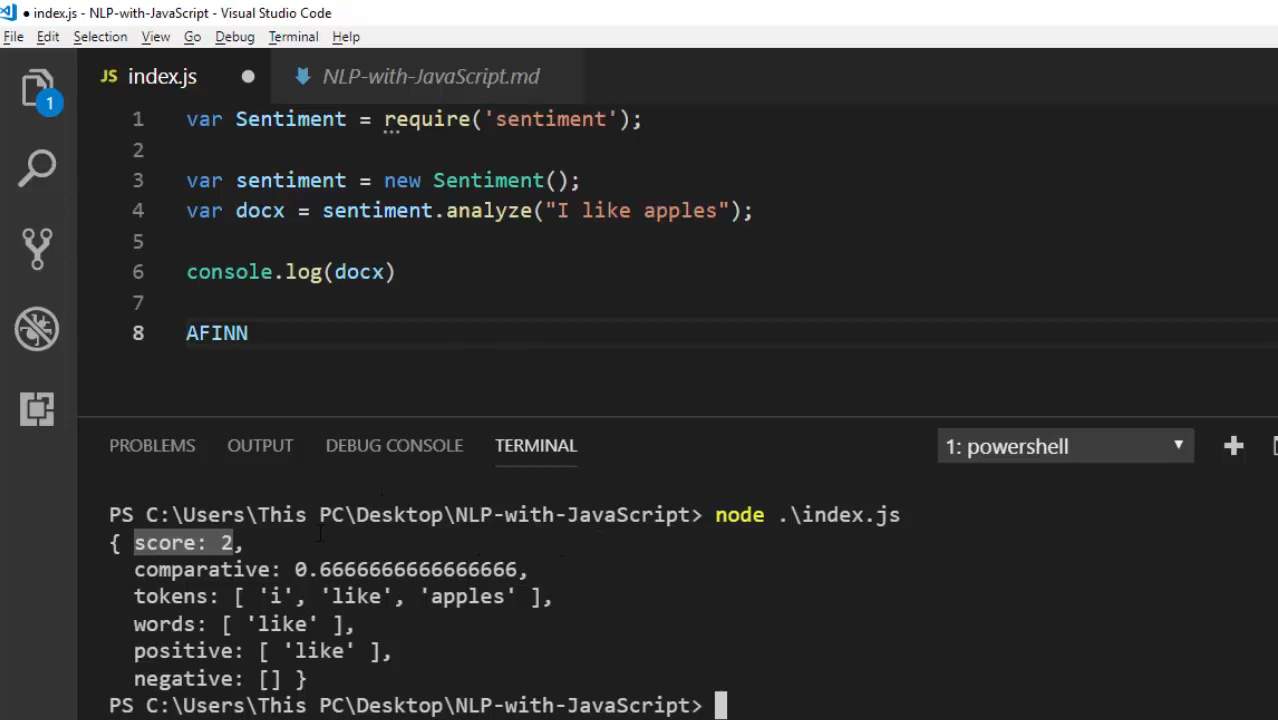 ● index.js - NLP-with-JavaScript - Visual Studio Code
File Edit Selection View Go Debug Terminal Help
JS index.js ● NLP-with-JavaScript.md
1
1 var Sentiment = require('sentiment');
2
3 var sentiment = new Sentiment();
4 var docx = sentiment.analyze("I like apples");
5
6 console.log(docx)
7
8 AFINN
PROBLEMS OUTPUT DEBUG CONSOLE TERMINAL 1: powershell
PS C:\Users\This PC\Desktop\NLP-with-JavaScript> node .\index.js
{ score: 2,
comparative: 0.6666666666666666,
tokens: [ 'i', 'like', 'apples' ],
words: [ 'like' ],
positive: [ 'like' ],
negative: [] }
PS C:\Users\This PC\Desktop\NLP-with-JavaScript>